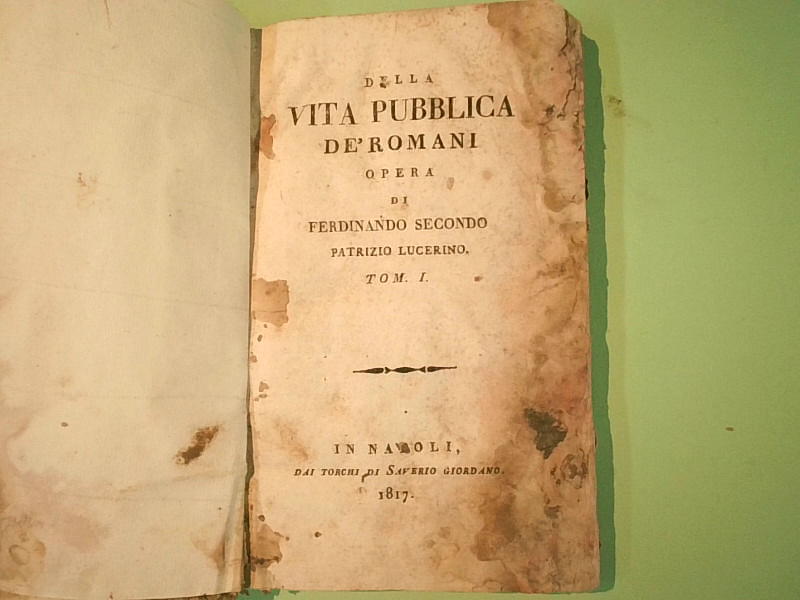 DELLA
VITA PUBBLICA
DE' ROMANI
OPERA
DI
FERDINANDO SECONDO
PATRIZIO LUCERINO.
TOM. I.
IN NAPOLI,
DAI TORCHI DI SAVERIO GIORDANO.
1817.